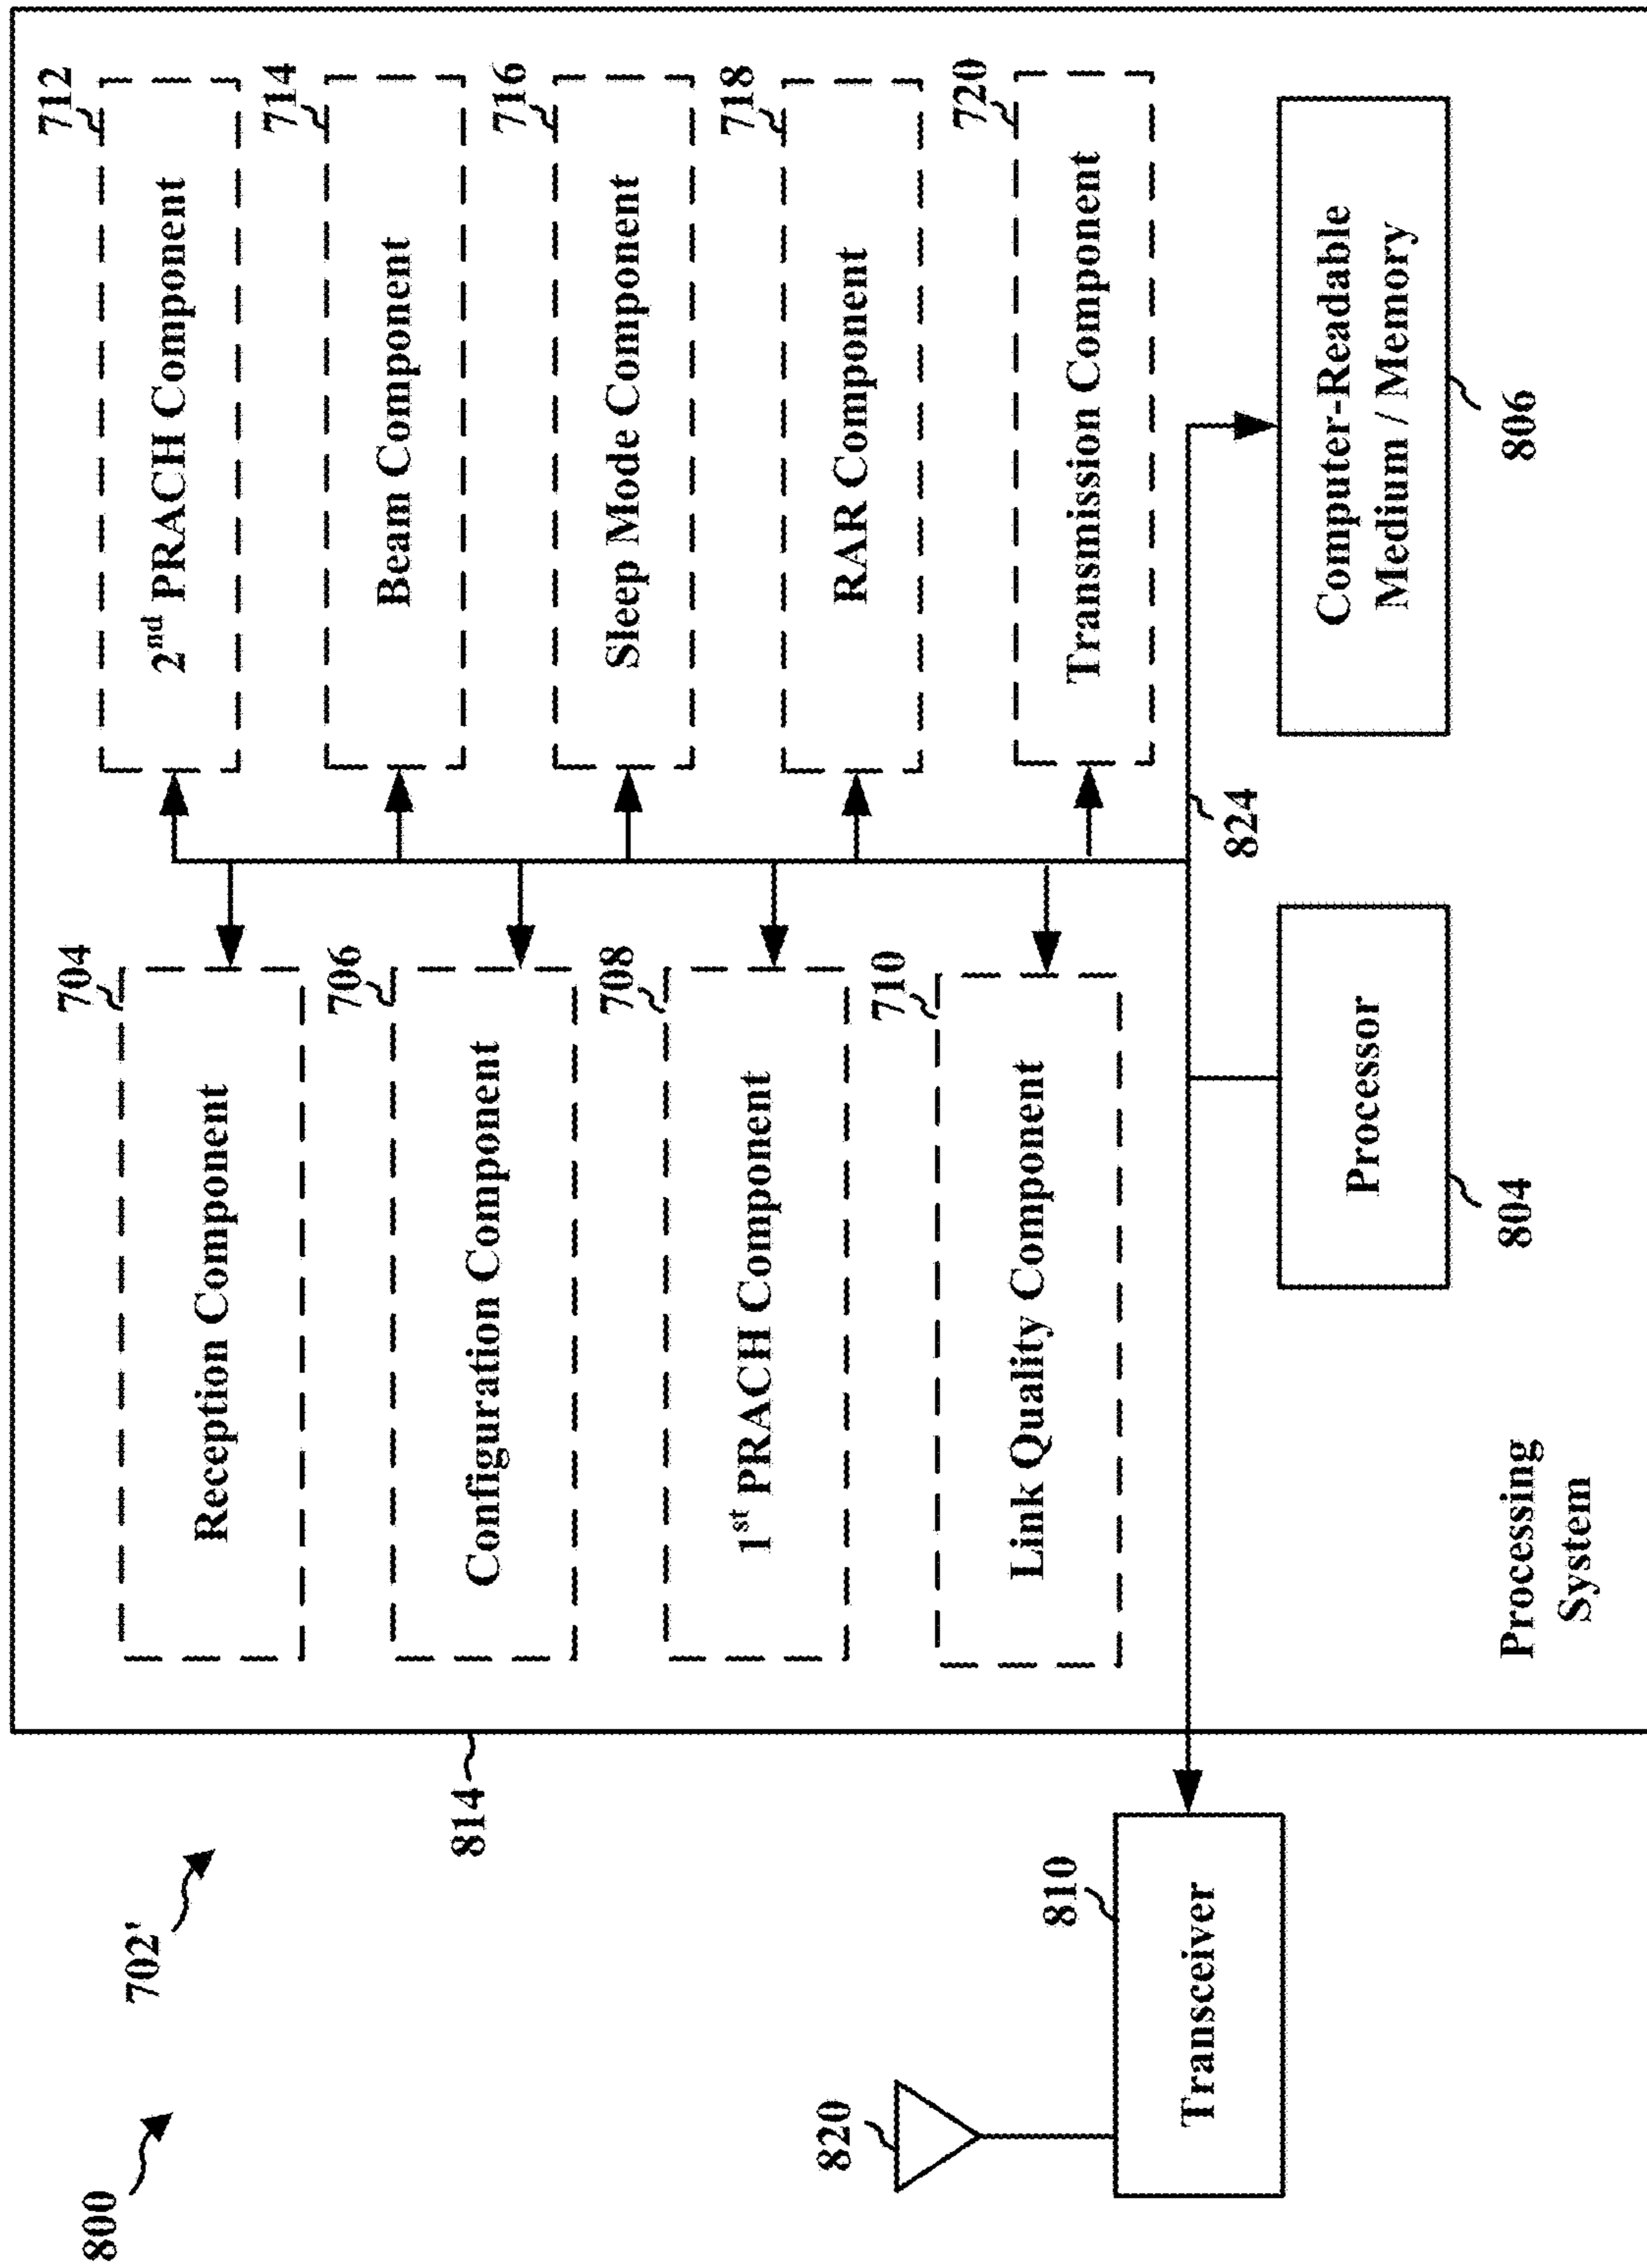 800
702'
814
704
Reception Component
706
Configuration Component
708
1st PRACH Component
710
Link Quality Component
712
2nd PRACH Component
714
Beam Component
716
Sleep Mode Component
718
RAR Component
720
Transmission Component
824
820
810
Transceiver
Processor
804
Computer-Readable
Medium / Memory
806
Processing
System